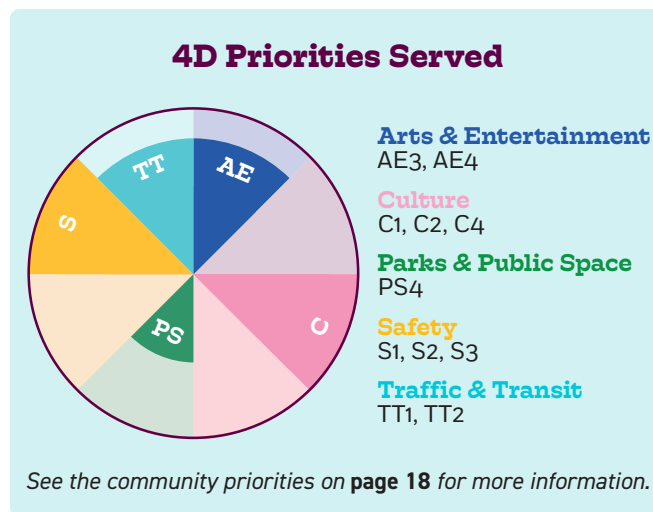 4D Priorities Served
TT
AE
S
C
PS
Arts & Entertainment
AE3, AE4
Culture
C1, C2, C4
Parks & Public Space
PS4
Safety
S1, S2, S3
Traffic & Transit
TT1, TT2
See the community priorities on page 18 for more information.